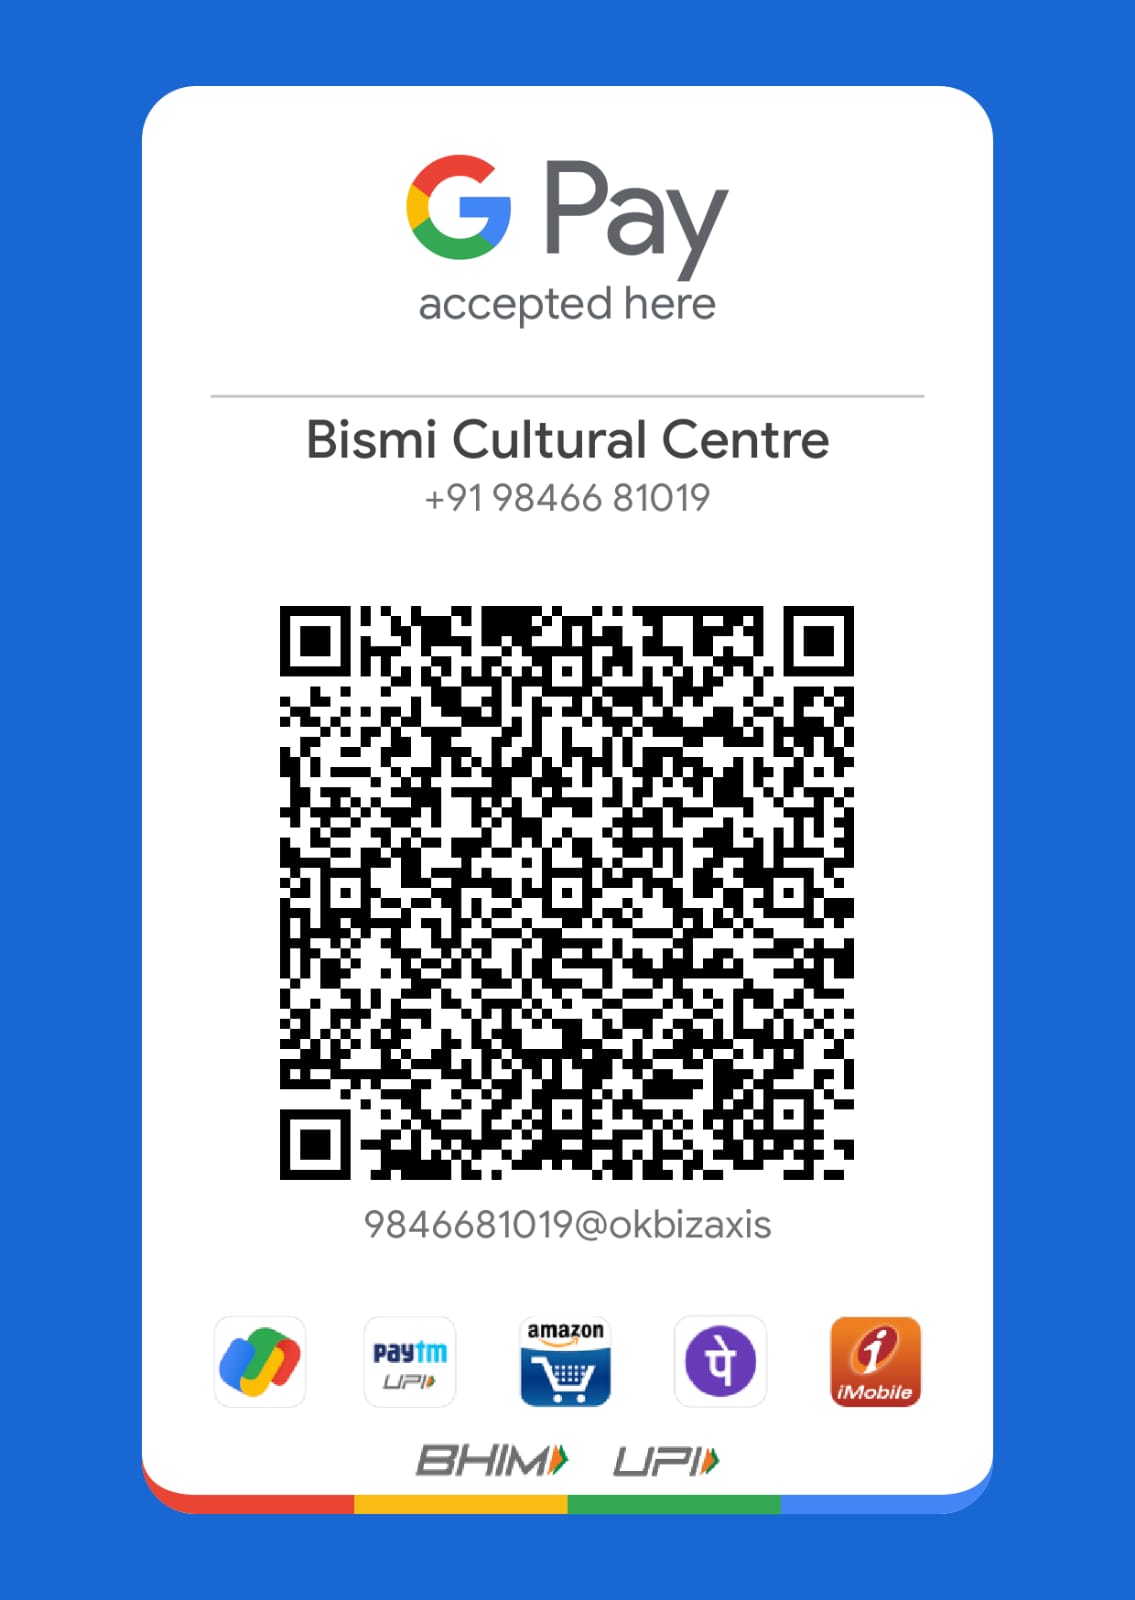 G Pay
accepted here
Bismi Cultural Centre
+91 98466 81019
9846681019@okbizaxis
paytm
UPI
amazon
पे
i
iMobile
BHIM UPI